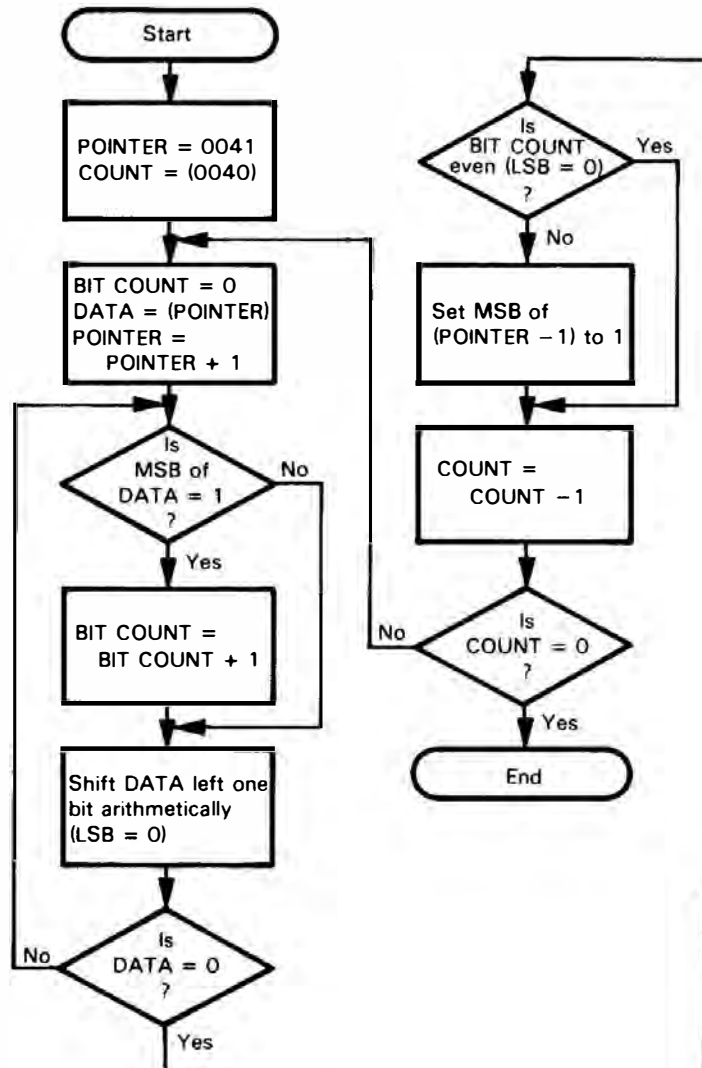 Start
POINTER = 0041
COUNT = (0040)
BIT COUNT = 0
DATA = (POINTER)
POINTER =
POINTER + 1
Is
MSB of
DATA = 1
?
No
Yes
BIT COUNT =
BIT COUNT + 1
Shift DATA left one
bit arithmetically
(LSB = 0)
Is
DATA = 0
?
No
Yes
Is
BIT COUNT
even (LSB = 0)
?
Yes
No
Set MSB of
(POINTER - 1) to 1
COUNT =
COUNT - 1
Is
COUNT = 0
?
No
Yes
End